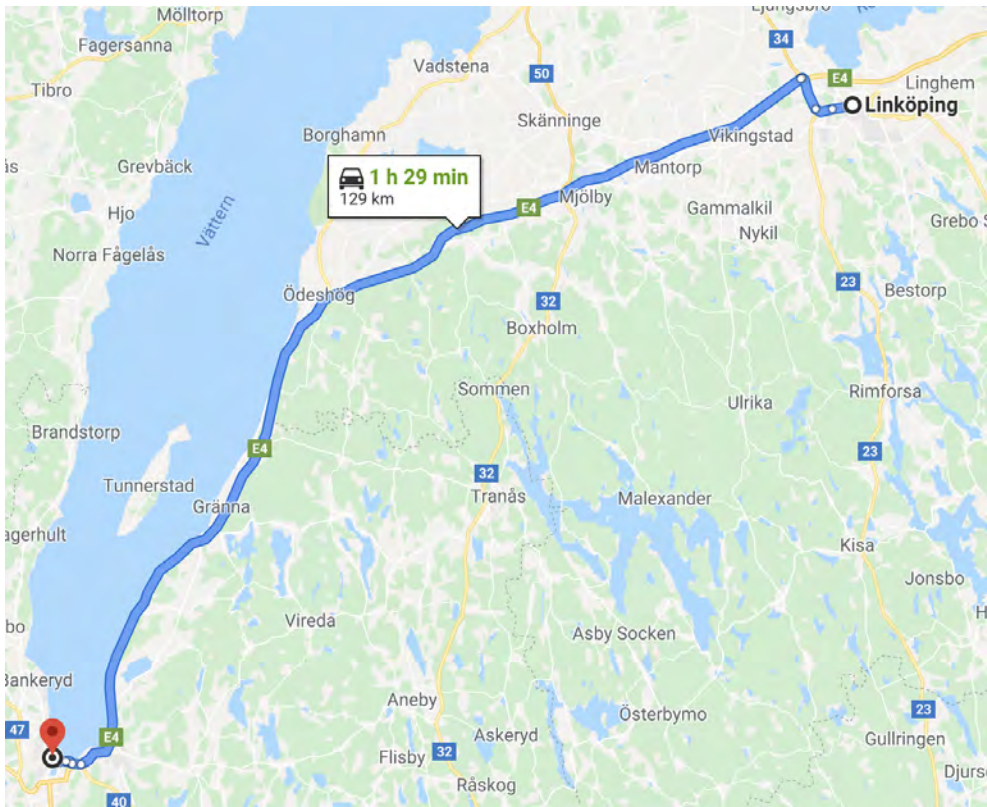 Mölltorp
Ljungsbro
Fagersanna
34
Vadstena
E4
Linghem
50
Tibro
Linköping
Skänninge
Borghamn
Vikingstad
Grevbäck
Mantorp
1 h 29 min
129 km
Mjölby
E4
Gammalkil
Hjo
Vättern
Nykil
Grebo S
Norra Fågelås
23
Bestorp
Ödeshög
32
Boxholm
Sommen
Rimforsa
Ulrika
Brandstorp
E4
23
32
Tunnerstad
Tranås
Malexander
Gränna
agerhult
Kisa
Jonsbo
Vireda
bo
Asby Socken
Bankeryd
Aneby
Österbymo
23
47
E4
Askeryd
Gullringen
32
Flisby
Djurs
Råskog
40